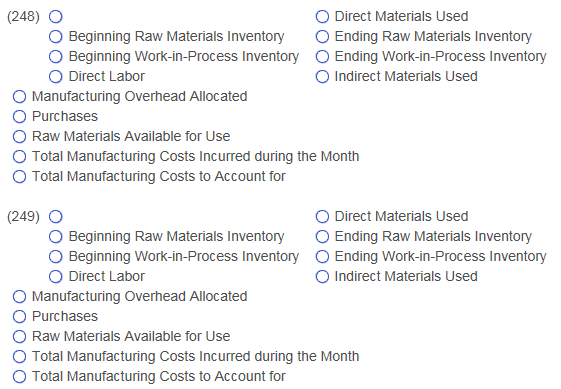 (248) Direct Materials Used
Beginning Raw Materials Inventory Ending Raw Materials Inventory
Beginning Work-in-Process Inventory Ending Work-in-Process Inventory
Direct Labor Indirect Materials Used
Manufacturing Overhead Allocated
Purchases
Raw Materials Available for Use
Total Manufacturing Costs Incurred during the Month
Total Manufacturing Costs to Account for
(249) Direct Materials Used
Beginning Raw Materials Inventory Ending Raw Materials Inventory
Beginning Work-in-Process Inventory Ending Work-in-Process Inventory
Direct Labor Indirect Materials Used
Manufacturing Overhead Allocated
Purchases
Raw Materials Available for Use
Total Manufacturing Costs Incurred during the Month
Total Manufacturing Costs to Account for